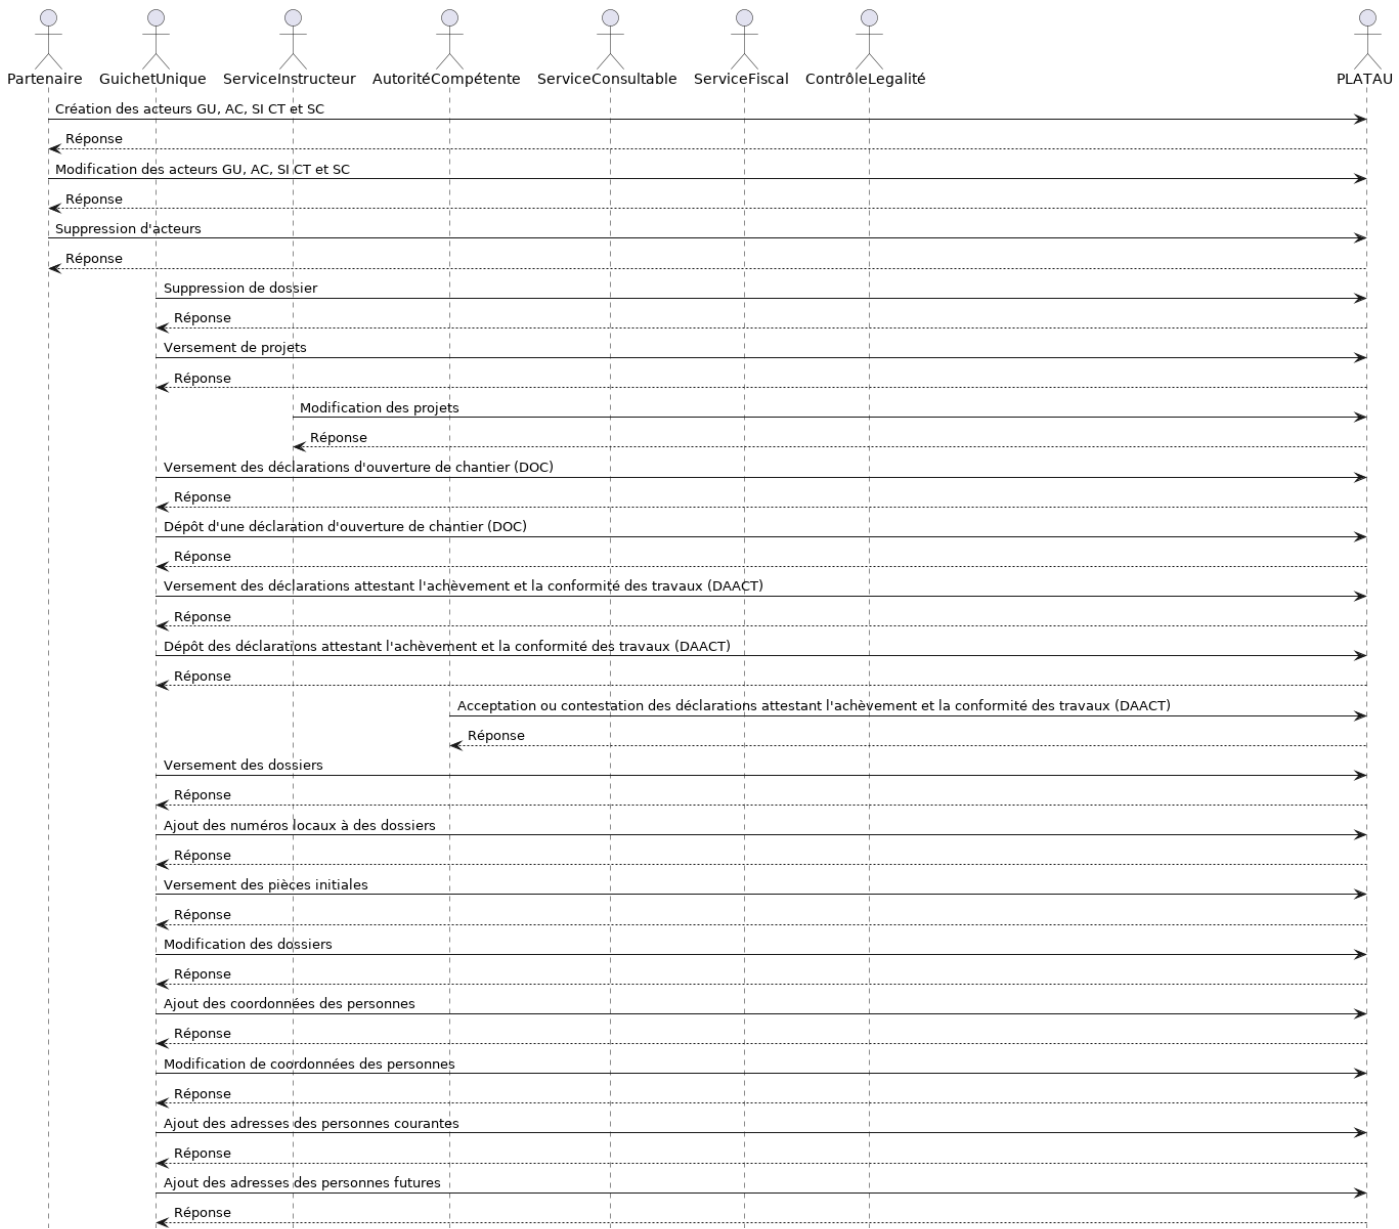 Partenaire GuichetUnique ServiceInstructeur AutoritéCompétente ServiceConsultable ServiceFiscal ContrôleLegalité PLATAU
Création des acteurs GU, AC, SI CT et SC
Réponse
Modification des acteurs GU, AC, SI CT et SC
Réponse
Suppression d'acteurs
Réponse
Suppression de dossier
Réponse
Versement de projets
Réponse
Modification des projets
Réponse
Versement des déclarations d'ouverture de chantier (DOC)
Réponse
Dépôt d'une déclaration d'ouverture de chantier (DOC)
Réponse
Versement des déclarations attestant l'achèvement et la conformité des travaux (DAACT)
Réponse
Dépôt des déclarations attestant l'achèvement et la conformité des travaux (DAACT)
Réponse
Acceptation ou contestation des déclarations attestant l'achèvement et la conformité des travaux (DAACT)
Réponse
Versement des dossiers
Réponse
Ajout des numéros locaux à des dossiers
Réponse
Versement des pièces initiales
Réponse
Modification des dossiers
Réponse
Ajout des coordonnées des personnes
Réponse
Modification de coordonnées des personnes
Réponse
Ajout des adresses des personnes courantes
Réponse
Ajout des adresses des personnes futures
Réponse